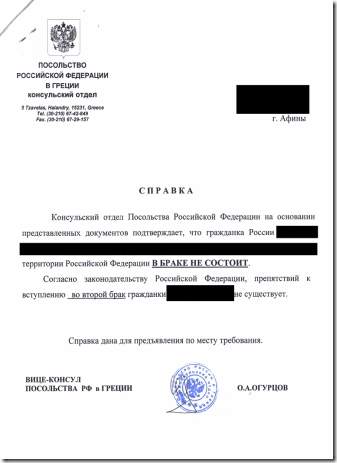 ПОСОЛЬСТВО
РОССИЙСКОЙ ФЕДЕРАЦИИ
В ГРЕЦИИ
консульский отдел
5 Tzavelas, Halandry, 15231, Greece
Tel. (30-210) 67-42-849
Fax. (30-210) 67-29-157
г. Афины
СПРАВКА
Консульский отдел Посольства Российской Федерации на основании
представленных документов подтверждает, что гражданка России
территории Российской Федерации В БРАКЕ НЕ СОСТОИТ.
Согласно законодательству Российской Федерации, препятствий к
вступлению во второй брак гражданки не существует.
Справка дана для предъявления по месту требования.
ВИЦЕ-КОНСУЛ
ПОСОЛЬСТВА РФ в ГРЕЦИИ
О.А.ОГУРЦОВ